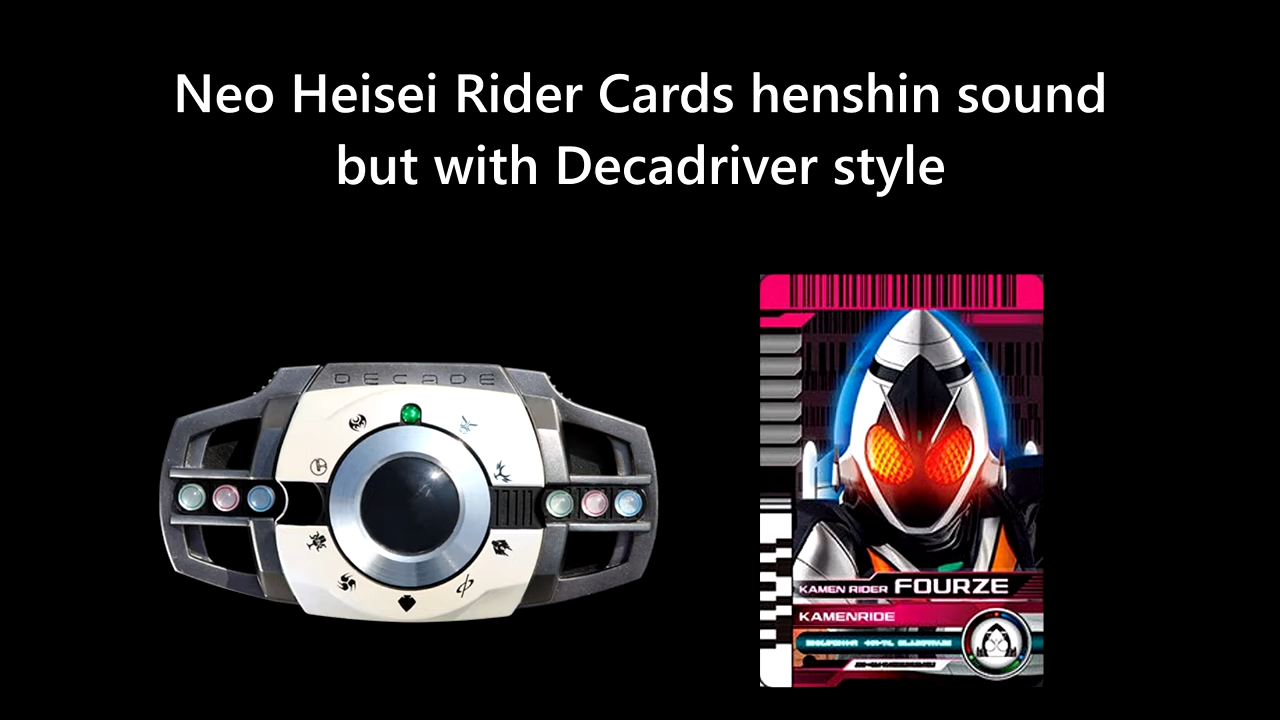 Neo Heisei Rider Cards henshin sound
but with Decadriver style
DECADE
KAMEN RIDER FOURZE
KAMENRIDE